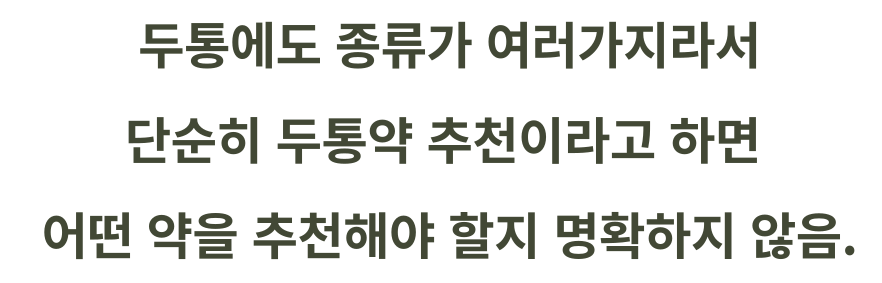 두통에도 종류가 여러가지라서
단순히 두통약 추천이라고 하면
어떤 약을 추천해야 할지 명확하지 않음.